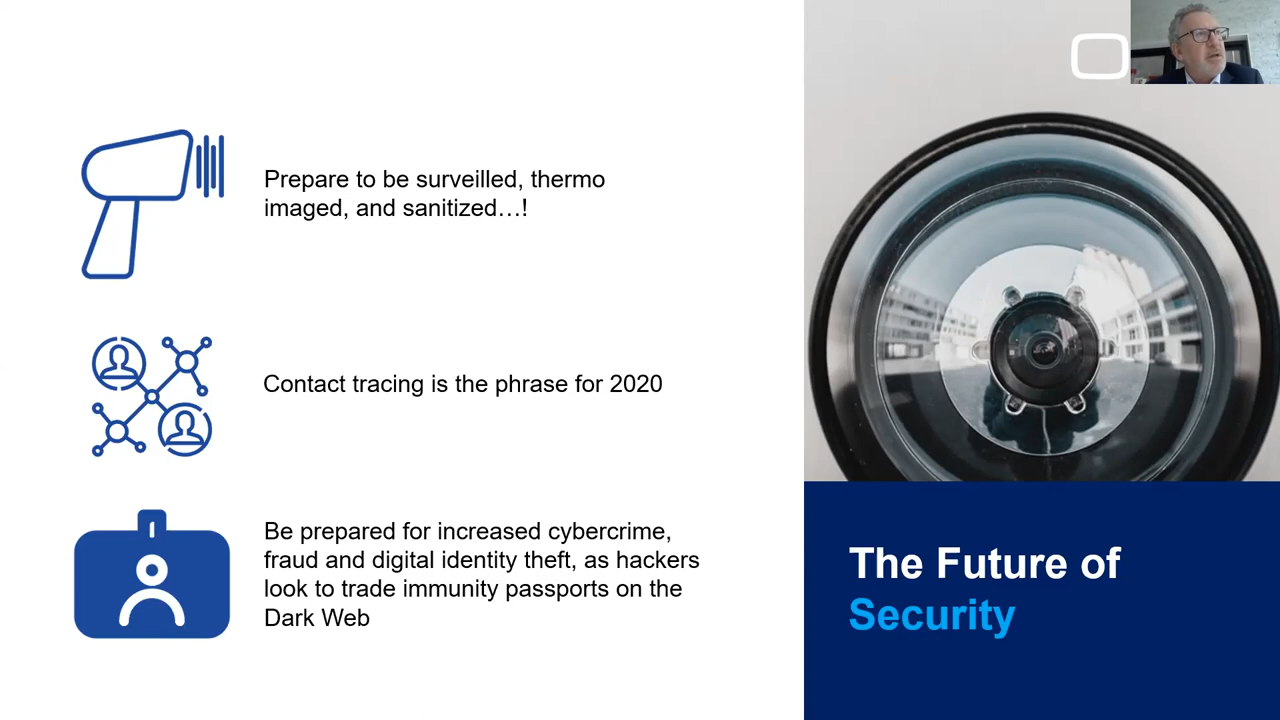 Prepare to be surveilled, thermo
imaged, and sanitized…!
Contact tracing is the phrase for 2020
Be prepared for increased cybercrime,
fraud and digital identity theft, as hackers
look to trade immunity passports on the
Dark Web
The Future of
Security